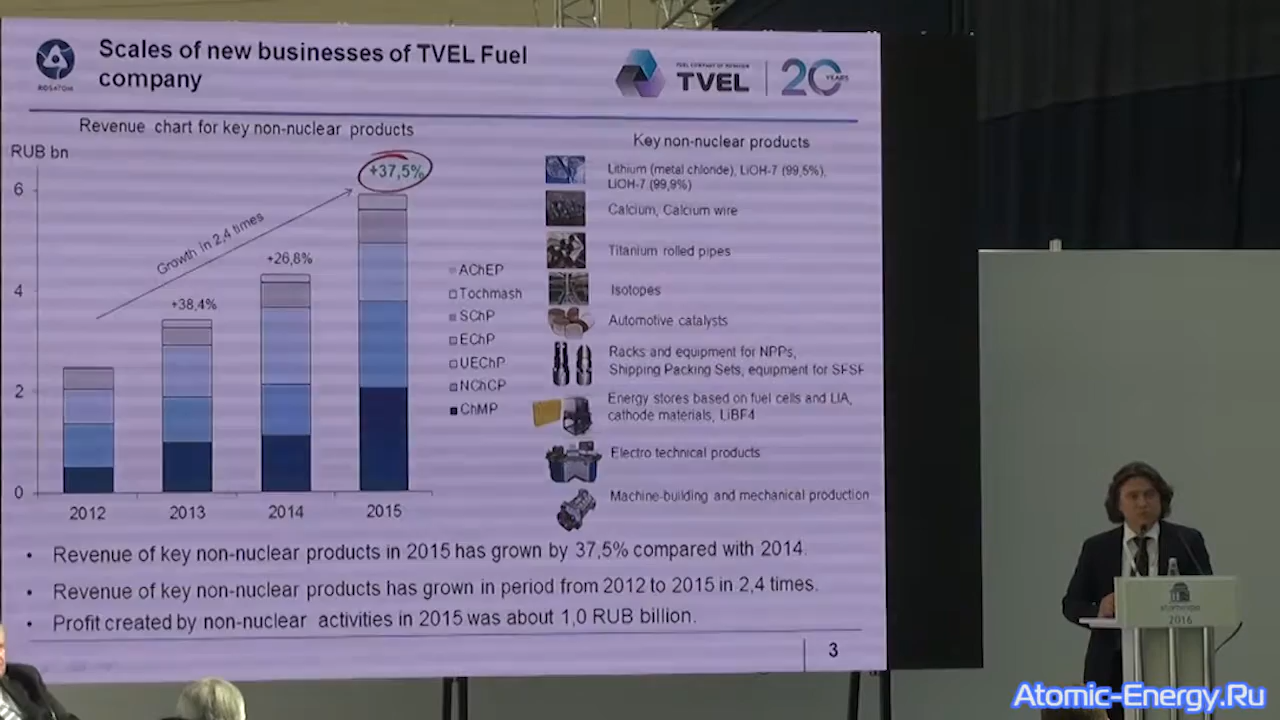 Scales of new businesses of TVEL Fuel
company
ROSATOM
TVEL
20
YEARS
Revenue chart for key non-nuclear products
RUB bn
6
4
2
0
+37,5%
Growth in 2,4 times
+26,8%
+38,4%
2012
2013
2014
2015
AChEP
Tochmash
SChP
EChP
UEChP
NChCP
ChMP
Key non-nuclear products
Lithium (metal chloride), LiOH-7 (99,5%),
LiOH-7 (99,9%)
Calcium, Calcium wire
Titanium rolled pipes
Isotopes
Automotive catalysts
Racks and equipment for NPPs,
Shipping Packing Sets, equipment for SFSF
Energy stores based on fuel cells and LIA,
cathode materials, LiBF4
Electro technical products
Machine-building and mechanical production
• Revenue of key non-nuclear products in 2015 has grown by 37,5% compared with 2014.
• Revenue of key non-nuclear products has grown in period from 2012 to 2015 in 2,4 times.
• Profit created by non-nuclear activities in 2015 was about 1,0 RUB billion.
3
atomexpo
2016
Atomic-Energy.Ru